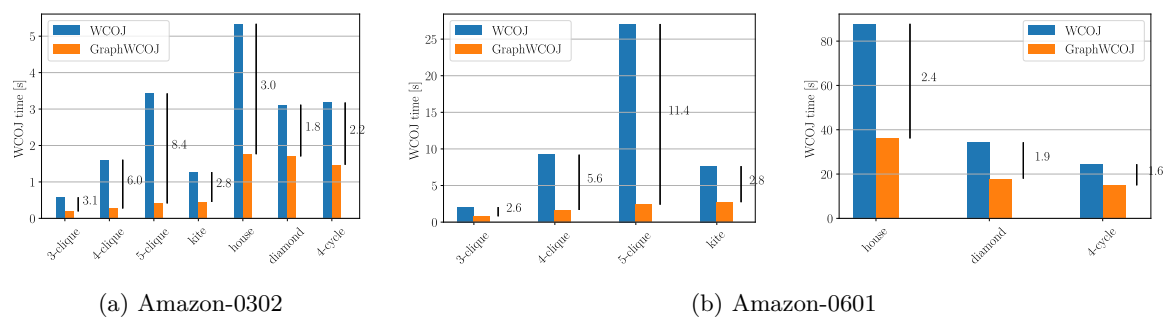 WCOJ
GraphWCOJ
WCOJ time [s]
5
4
3
2
1
0
3.1
6.0
8.4
2.8
3.0
1.8
2.2
3-clique
4-clique
5-clique
kite
house
diamond
4-cycle
(a) Amazon-0302
WCOJ
GraphWCOJ
WCOJ time [s]
25
20
15
10
5
0
2.6
5.6
11.4
2.8
3-clique
4-clique
5-clique
kite
WCOJ
GraphWCOJ
WCOJ time [s]
80
60
40
20
0
2.4
1.9
1.6
house
diamond
4-cycle
(b) Amazon-0601